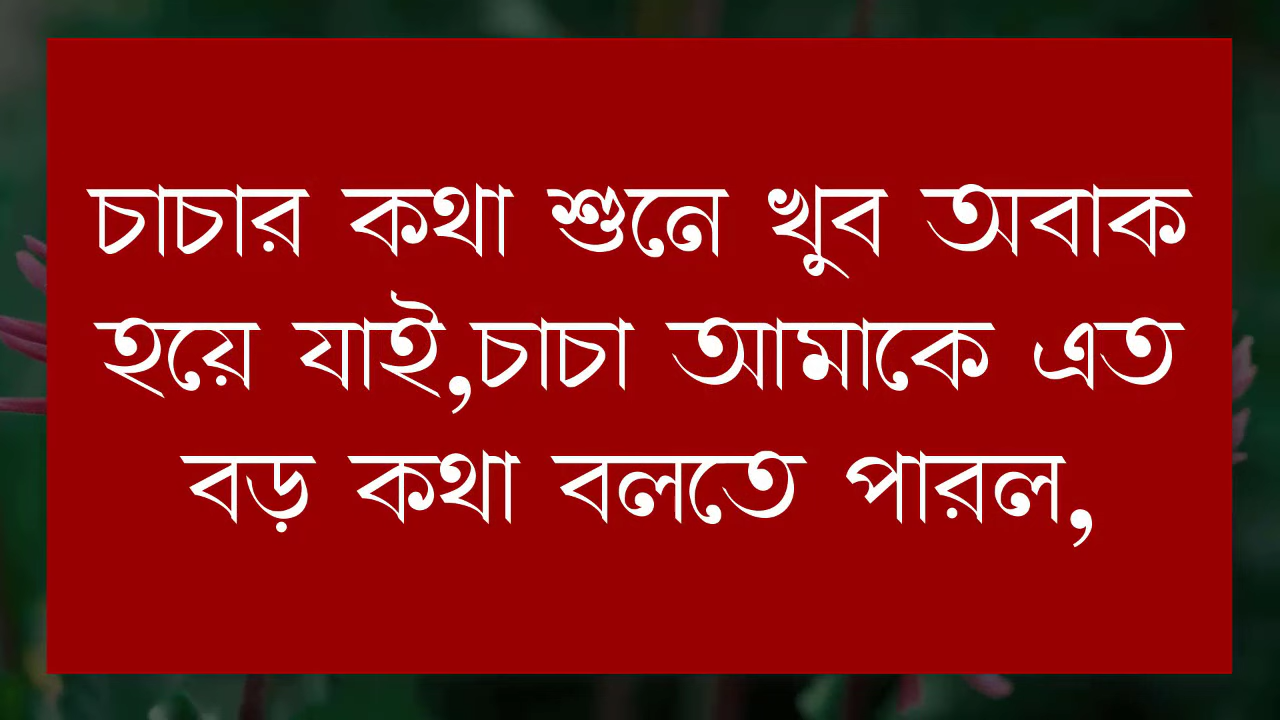 চাচার কথা শুনে খুব অবাক
হয়ে যাই,চাচা আমাকে এত
বড় কথা বলতে পারল,